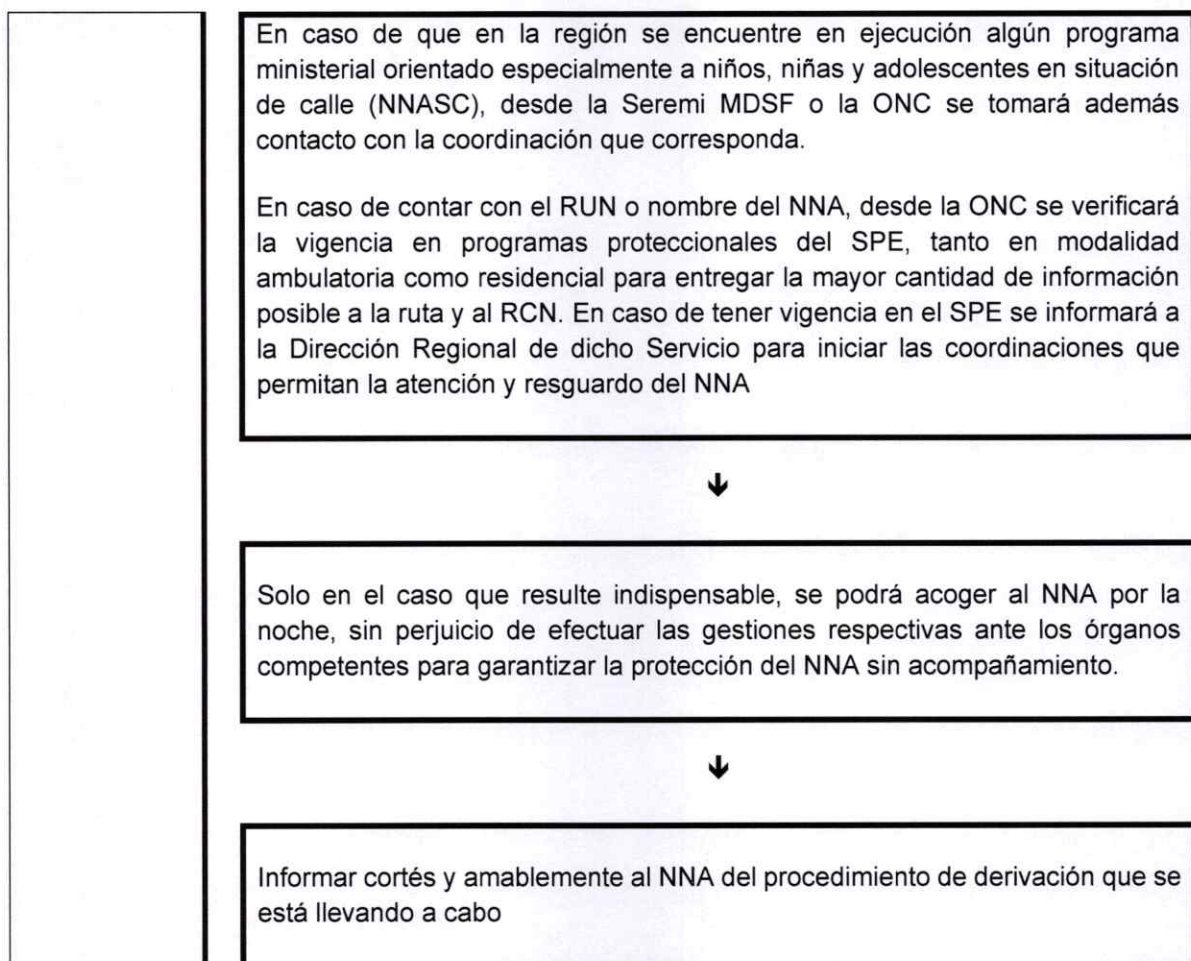 En caso de que en la región se encuentre en ejecución algún programa
ministerial orientado especialmente a niños, niñas y adolescentes en situación
de calle (NNASC), desde la Seremi MDSF o la ONC se tomará además
contacto con la coordinación que corresponda.
En caso de contar con el RUN o nombre del NNA, desde la ONC se verificará
la vigencia en programas proteccionales del SPE, tanto en modalidad
ambulatoria como residencial para entregar la mayor cantidad de información
posible a la ruta y al RCN. En caso de tener vigencia en el SPE se informará a
la Dirección Regional de dicho Servicio para iniciar las coordinaciones que
permitan la atención y resguardo del NNA
Solo en el caso que resulte indispensable, se podrá acoger al NNA por la
noche, sin perjuicio de efectuar las gestiones respectivas ante los órganos
competentes para garantizar la protección del NNA sin acompañamiento.
Informar cortés y amablemente al NNA del procedimiento de derivación que se
está llevando a cabo